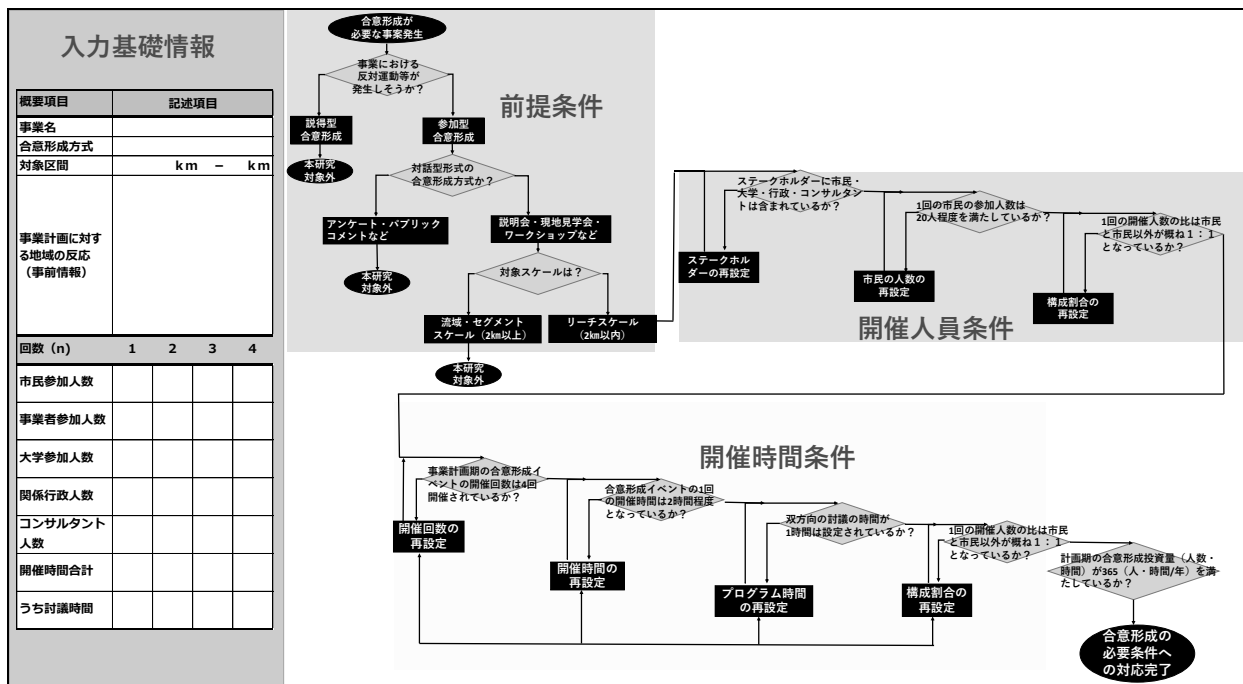 入力基礎情報
概要項目
記述項目
事業名
合意形成方式
対象区間
km － km
事業計画に対す
る地域の反応
（事前情報）
回数（n） 1 2 3 4
市民参加人数
事業者参加人数
大学参加人数
関係行政人数
コンサルタント
人数
開催時間合計
うち討議時間
合意形成が
必要な事案発生
事業における
反対運動等が
発生しそうか？
前提条件
説得型
合意形成
参加型
合意形成
本研究
対象外
対話型形式の
合意形成方式か？
アンケート・パブリック
コメントなど
説明会・現地見学会・
ワークショップなど
本研究
対象外
対象スケールは？
流域・セグメント
スケール（2㎞以上）
リーチスケール
（2㎞以内）
本研究
対象外
ステークホルダーに市民・
大学・行政・コンサルタン
トは含まれているか？
1回の市民の参加人数は
20人程度を満たしているか？
1回の開催人数の比は市民
と市民以外が概ね１：１
となっているか？
ステークホル
ダーの再設定
市民の人数の
再設定
構成割合の
再設定
開催人員条件
開催時間条件
事業計画期の合意形成イ
ベントの開催回数は4回
開催されているか？
合意形成イベントの1回
の開催時間は2時間程度
となっているか？
双方向の討議の時間が
1時間は設定されているか？
1回の開催人数の比は市民
と市民以外が概ね１：１
となっているか？
計画期の合意形成投資量（人数・
時間）が365（人・時間/年）を満
たしているか？
開催回数の
再設定
開催時間の
再設定
プログラム時間
の再設定
構成割合の
再設定
合意形成の
必要条件へ
の対応完了